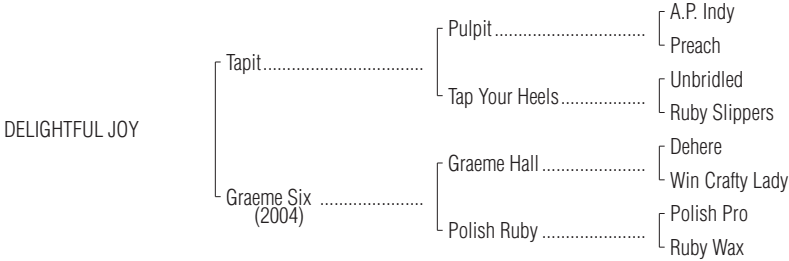 A.P. Indy
Pulpit................................
Preach
Tapit..................................
Unbridled
Tap Your Heels..................
Ruby Slippers
DELIGHTFUL JOY
Dehere
Graeme Hall......................
Win Crafty Lady
Graeme Six ......................
(2004)
Polish Pro
Polish Ruby ......................
Ruby Wax